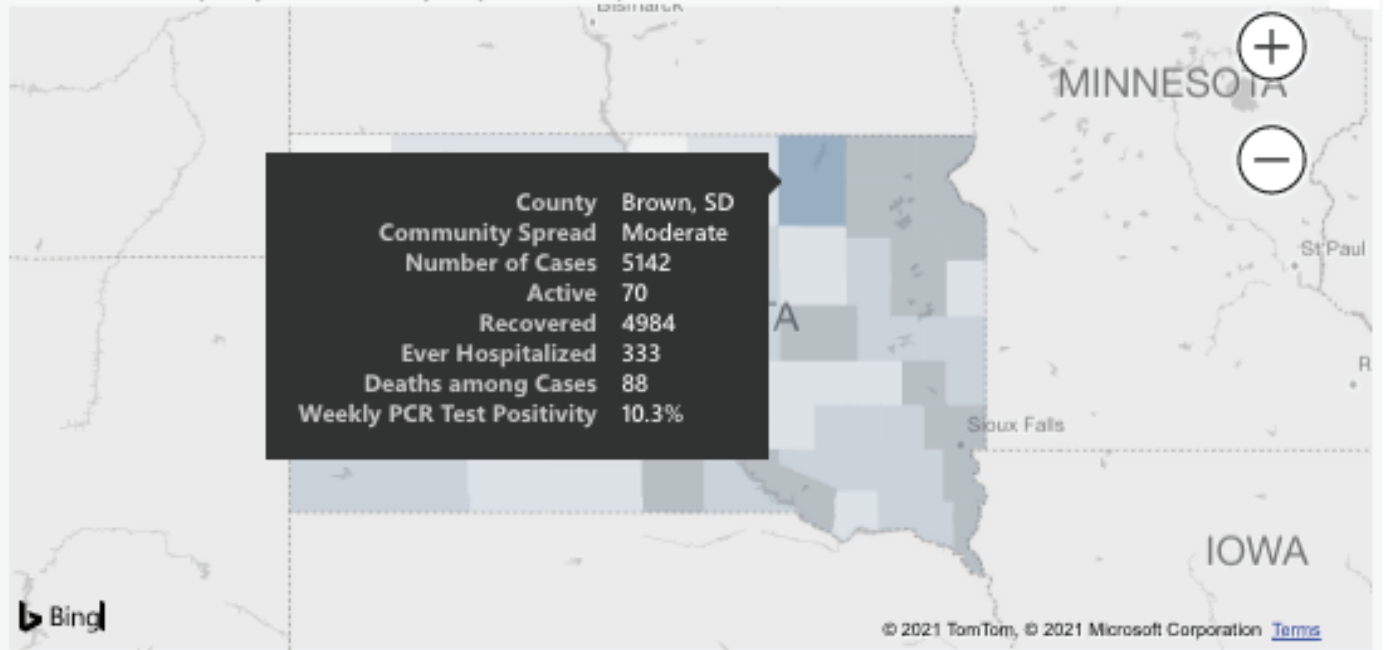 Bismarck
MINNESOTA
County Brown, SD
Community Spread Moderate
Number of Cases 5142
Active 70
Recovered 4984
Ever Hospitalized 333
Deaths among Cases 88
Weekly PCR Test Positivity 10.3%
St Paul
TA
R
Sioux Falls
IOWA
Bing
© 2021 TomTom, © 2021 Microsoft Corporation Terms